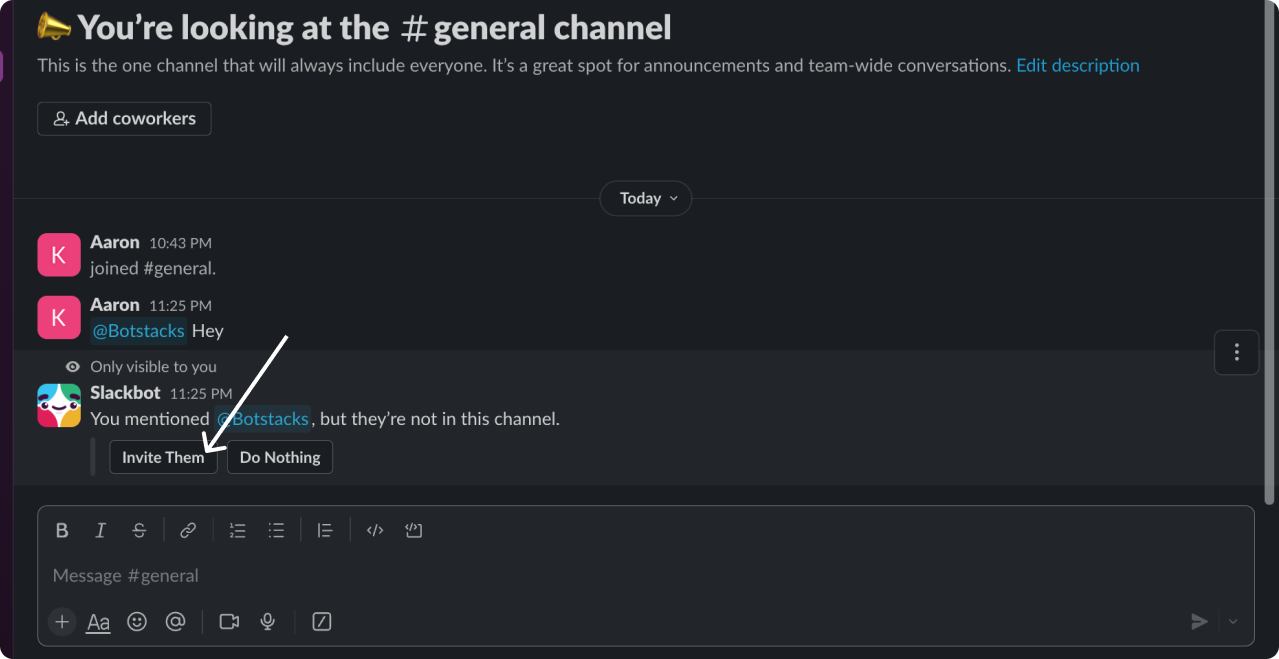 You're looking at the # general channel
This is the one channel that will always include everyone. It's a great spot for announcements and team-wide conversations. Edit description
Add coworkers
Today
K
Aaron 10:43 PM
joined #general.
K
Aaron 11:25 PM
@Botstacks Hey
Only visible to you
Slackbot 11:25 PM
You mentioned @Botstacks, but they're not in this channel.
Invite Them Do Nothing
B I S
Message #general
Aa